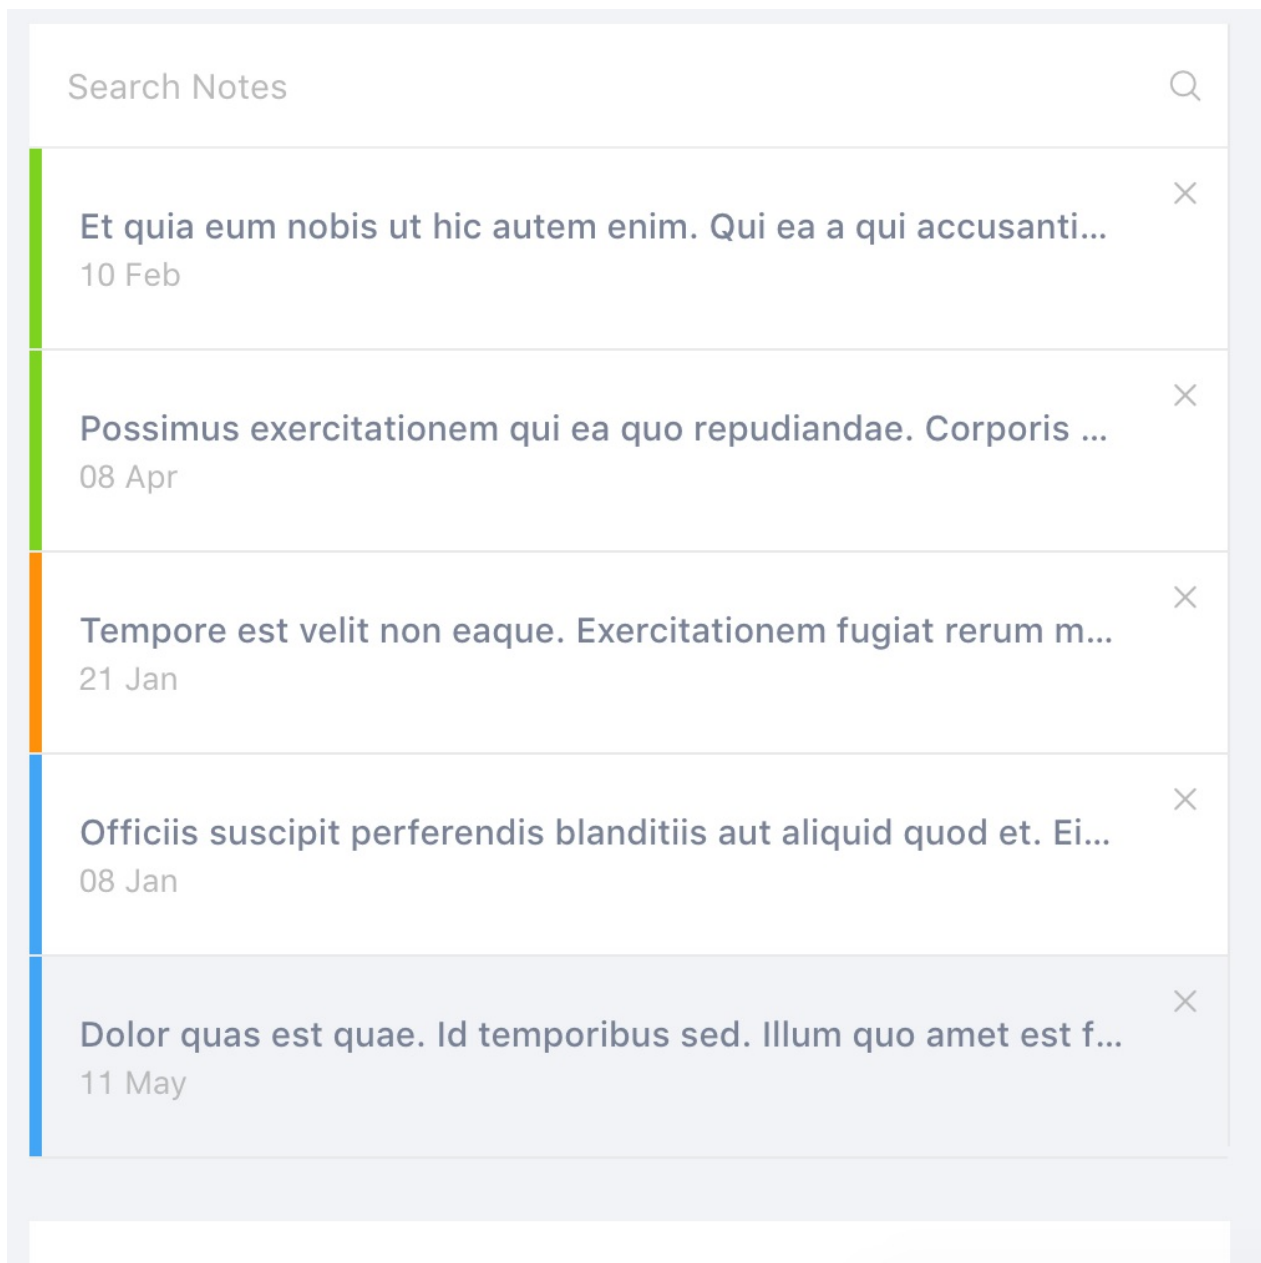 Search Notes
Et quia eum nobis ut hic autem enim. Qui ea a qui accusanti...
10 Feb
Possimus exercitationem qui ea quo repudiandae. Corporis ...
08 Apr
Tempore est velit non eaque. Exercitationem fugiat rerum m...
21 Jan
Officiis suscipit perferendis blanditiis aut aliquid quod et. Ei...
08 Jan
Dolor quas est quae. Id temporibus sed. Illum quo amet est f...
11 May